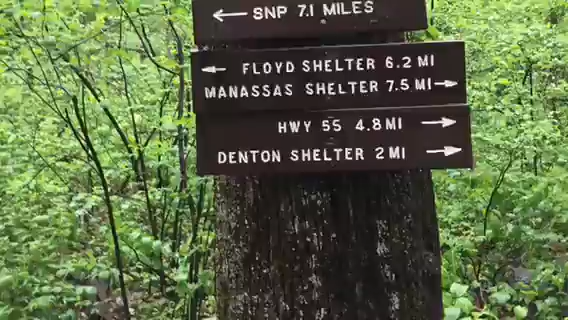 ← SNP 7.1 MILES
← FLOYD SHELTER 6.2 MI
MANASSAS SHELTER 7.5 MI →
HWY 55 4.8 MI →
DENTON SHELTER 2 MI →